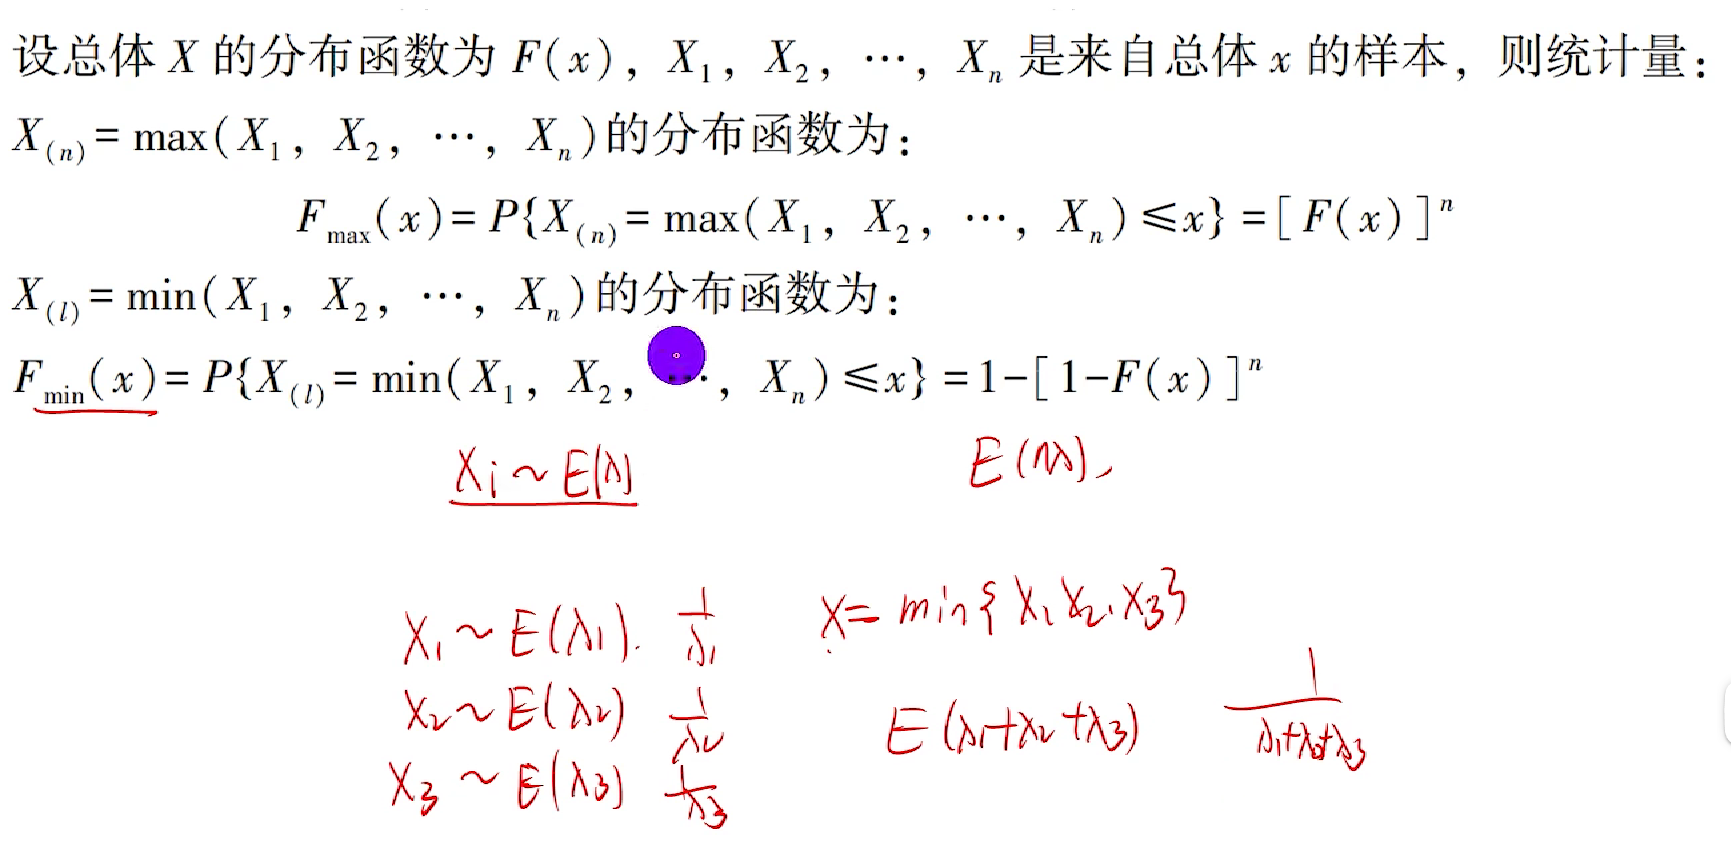 设总体 X 的分布函数为 F(x), X₁, X₂, ⋯, Xₙ 是来自总体 x 的样本, 则统计量:
X₍ₙ₎ = max(X₁, X₂, ⋯, Xₙ)的分布函数为:
F_max(x) = P{X₍ₙ₎ = max(X₁, X₂, ⋯, Xₙ) ≤ x} = [F(x)]ⁿ
X₍ₗ₎ = min(X₁, X₂, ⋯, Xₙ)的分布函数为:
F_min(x) = P{X₍ₗ₎ = min(X₁, X₂, ⋯, Xₙ) ≤ x} = 1-[1-F(x)]ⁿ
Xi ~ E(λ) E(nλ),
X₁ ~ E(λ₁). 1/λ₁ X = min{X₁ X₂, X₃}
X₂ ~ E(λ₂) 1/λ₂ E(λ₁+λ₂+λ₃) 1/(λ₁+λ₂+λ₃)
X₃ ~ E(λ₃) 1/λ₃